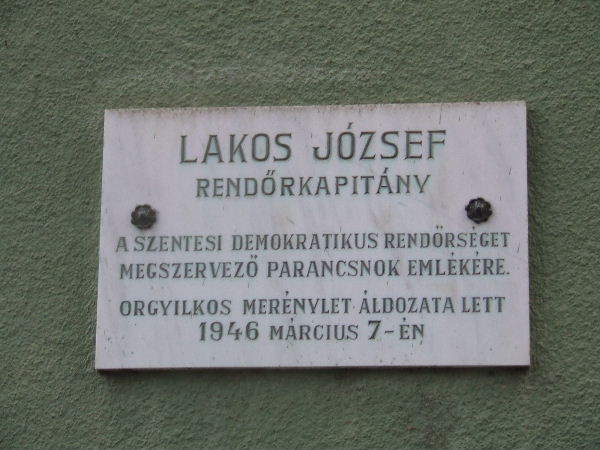 LAKOS JÓZSEF
RENDŐRKAPITÁNY
A SZENTESI DEMOKRATIKUS RENDŐRSÉGET
MEGSZERVEZŐ PARANCSNOK EMLÉKÉRE.
ORGYILKOS MERÉNYLET ÁLDOZATA LETT
1946 MÁRCIUS 7-ÉN